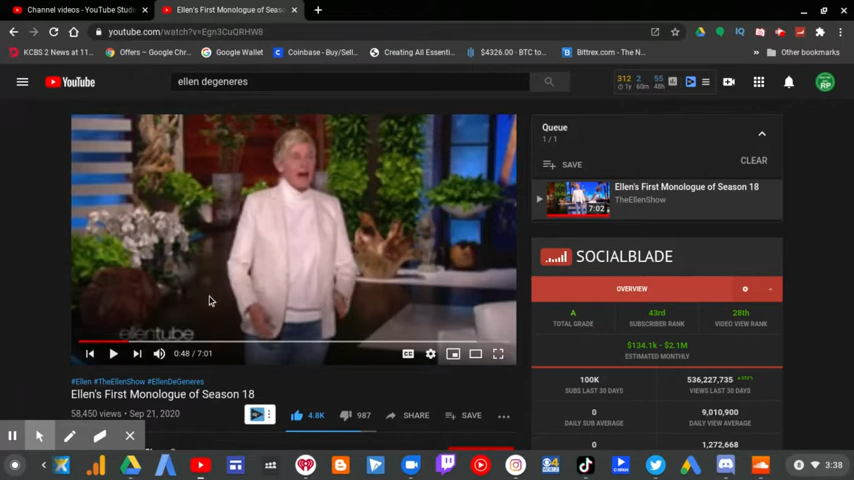 Channel videos - YouTube Studio
Ellen's First Monologue of Seaso
youtube.com/watch?v=Egn3CuQRHW8
KCBS 2 News at 11...
Offers – Google Chr...
Google Wallet
Coinbase - Buy/Sell...
Creating All Essenti...
$4326.00 - BTC to...
Bittrex.com - The N...
Other bookmarks
YouTube
ellen degeneres
312 2 55
1y 60m 48h
RP
Queue
1 / 1
SAVE
CLEAR
Ellen's First Monologue of Season 18
TheEllenShow
7:02
SOCIALBLADE
OVERVIEW
A 43rd 28th
TOTAL GRADE SUBSCRIBER RANK VIDEO VIEW RANK
$134.1k - $2.1M
ESTIMATED MONTHLY
100K 536,227,735
SUBS LAST 30 DAYS VIEWS LAST 30 DAYS
0 9,010,900
DAILY SUB AVERAGE DAILY VIEW AVERAGE
0 1,272,668
ellentube
0:48 / 7:01
CC
#Ellen #TheEllenShow #EllenDeGeneres
Ellen's First Monologue of Season 18
58,450 views • Sep 21, 2020
4.8K 987 SHARE SAVE
3:38